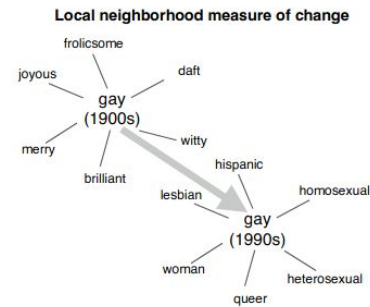 Local neighborhood measure of change
frolicsome
joyous
daft
gay
(1900s)
merry
witty
brilliant
hispanic
lesbian
homosexual
gay
(1990s)
woman
heterosexual
queer